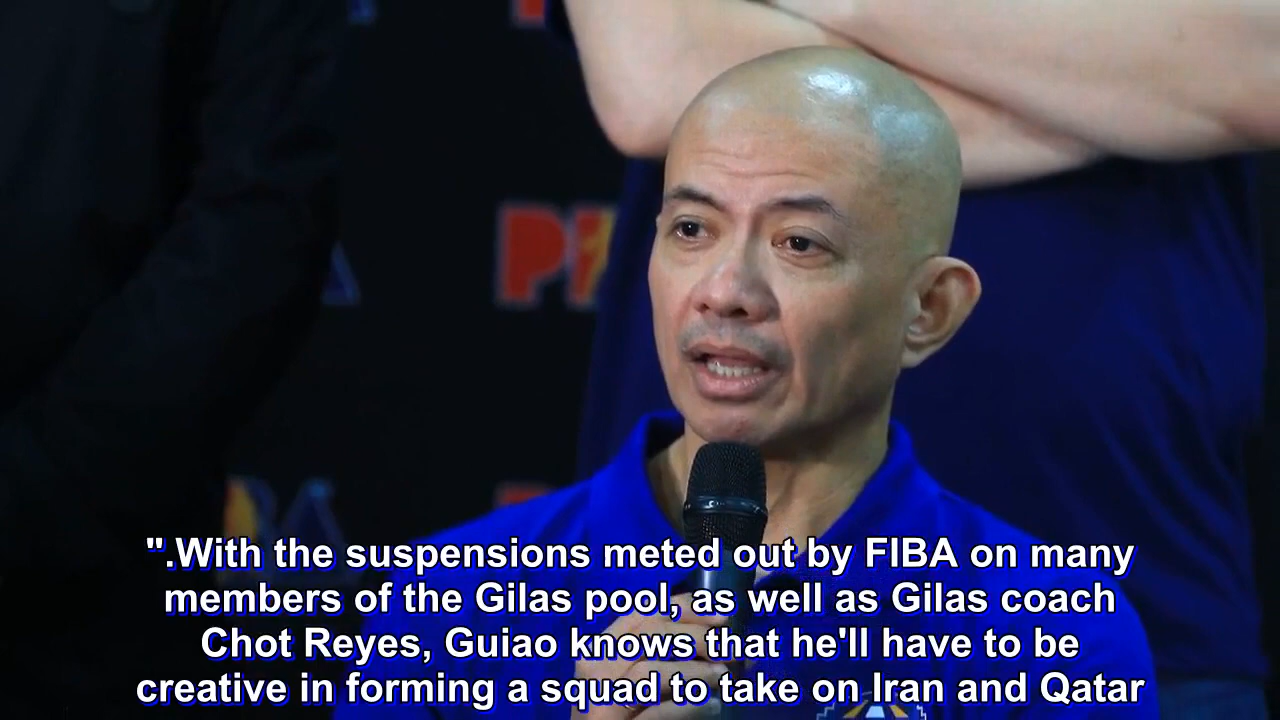 ".With the suspensions meted out by FIBA on many
members of the Gilas pool, as well as Gilas coach
Chot Reyes, Guiao knows that he'll have to be
creative in forming a squad to take on Iran and Qatar